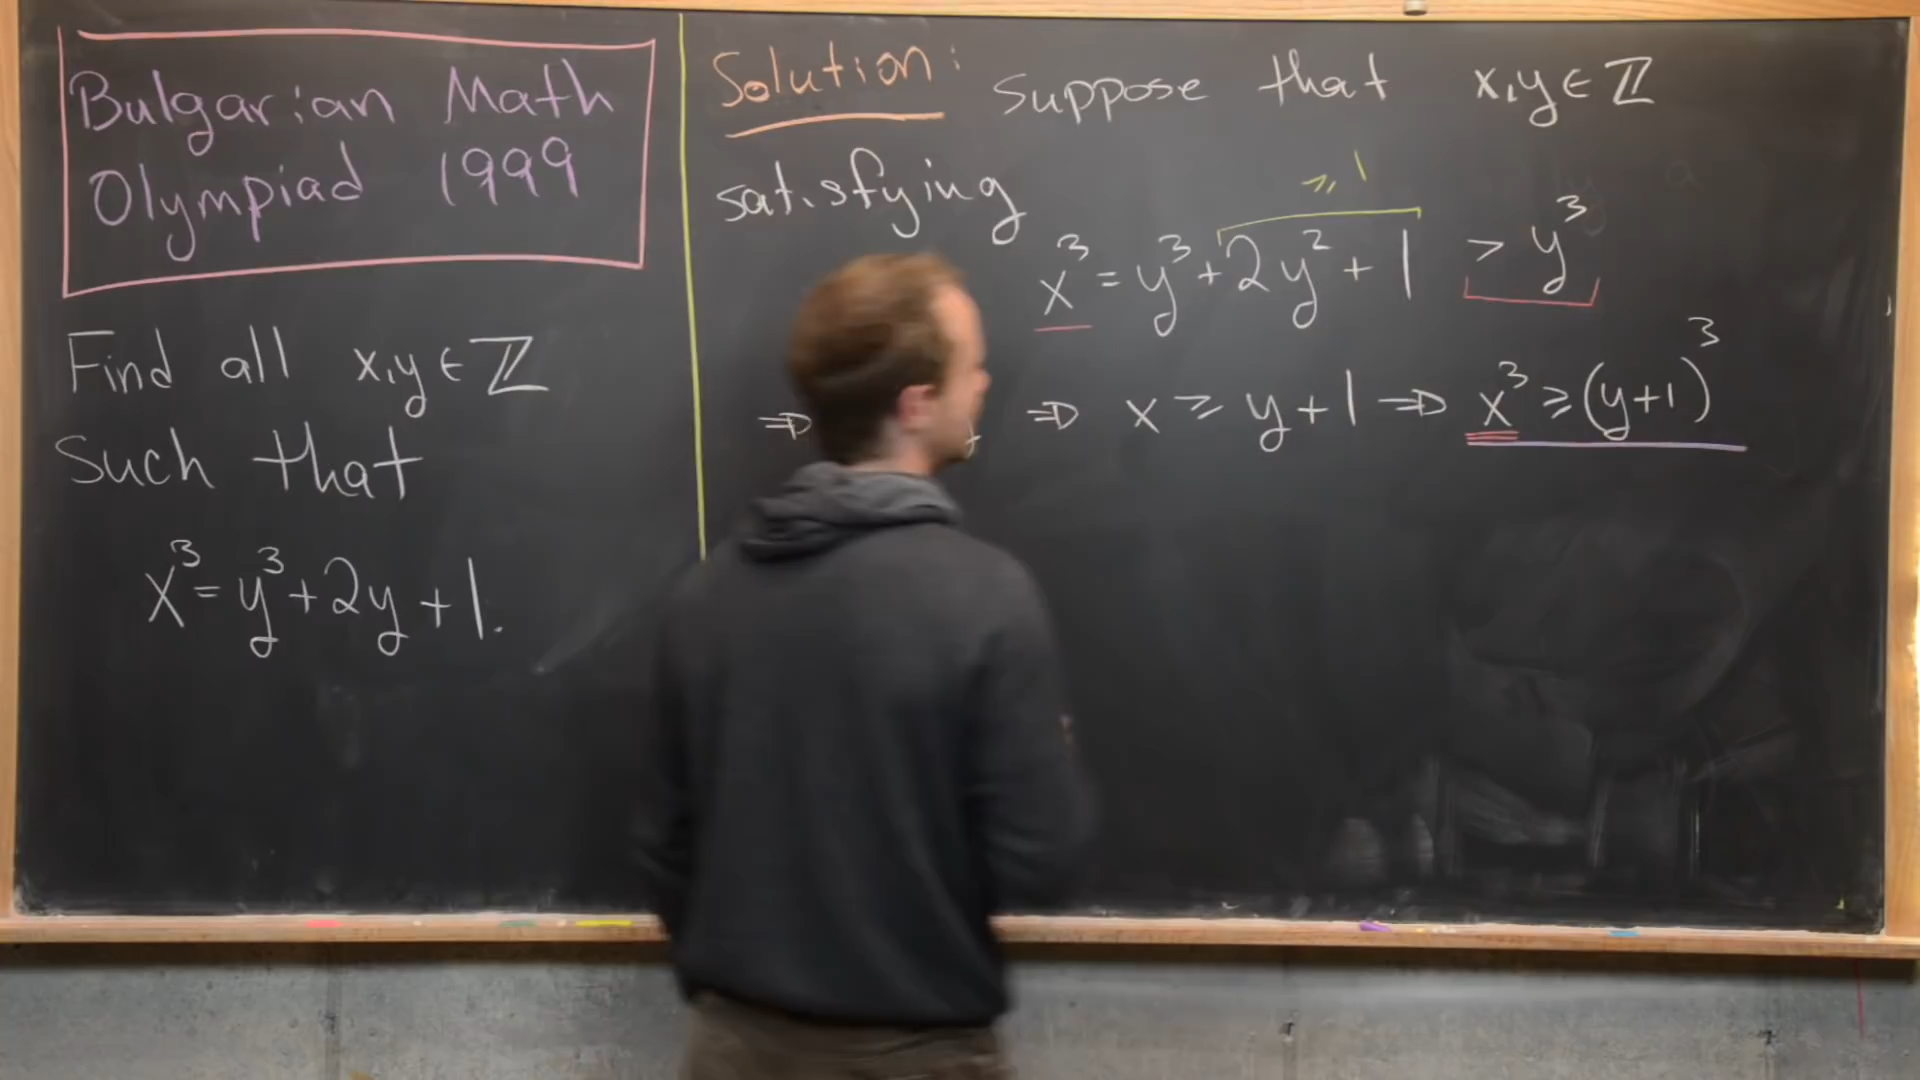 Bulgarian Math
Olympiad 1999
Find all x,y ∈ ℤ
Such that
x³ = y³ + 2y + 1.
Solution: Suppose that x,y ∈ ℤ
satisfying
≥ 1
x³ = y³ + 2y² + 1 > y³
⇒ ⇒ x ≥ y+1 ⇒ x³ ≥ (y+1)³